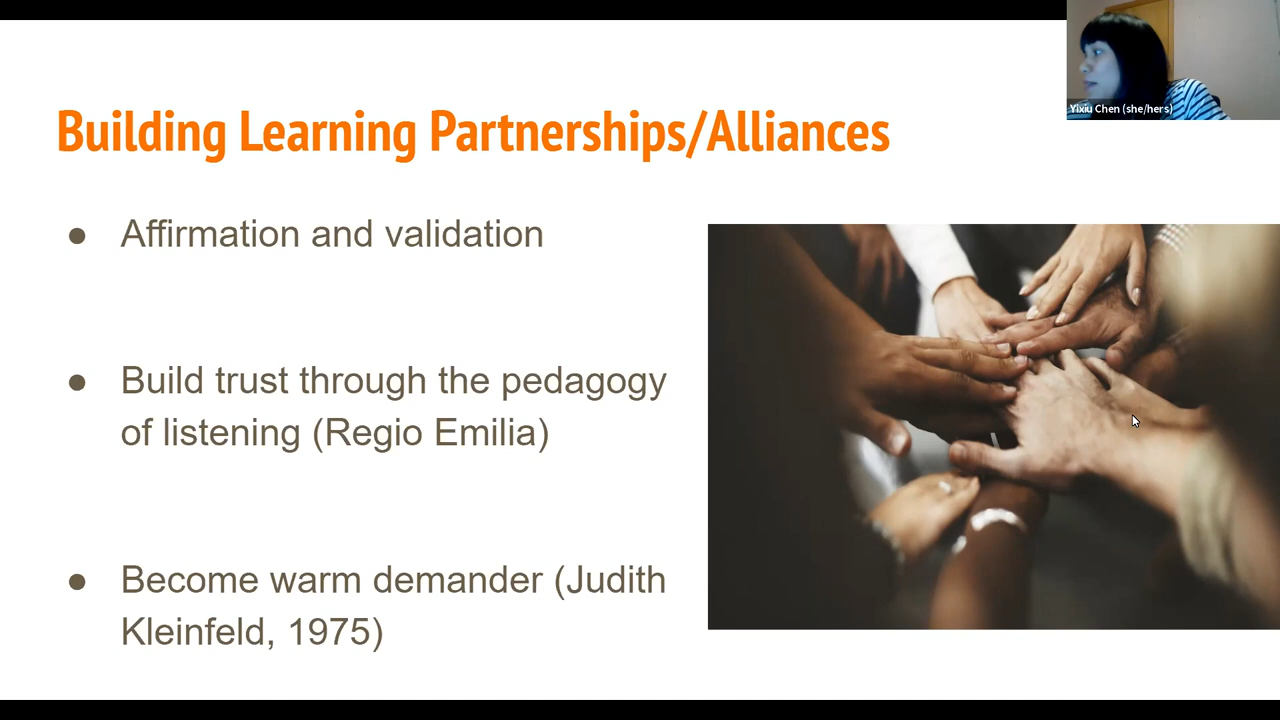 Building Learning Partnerships/Alliances
Yixiu Chen (she/hers)
● Affirmation and validation
● Build trust through the pedagogy
of listening (Regio Emilia)
● Become warm demander (Judith
Kleinfeld, 1975)